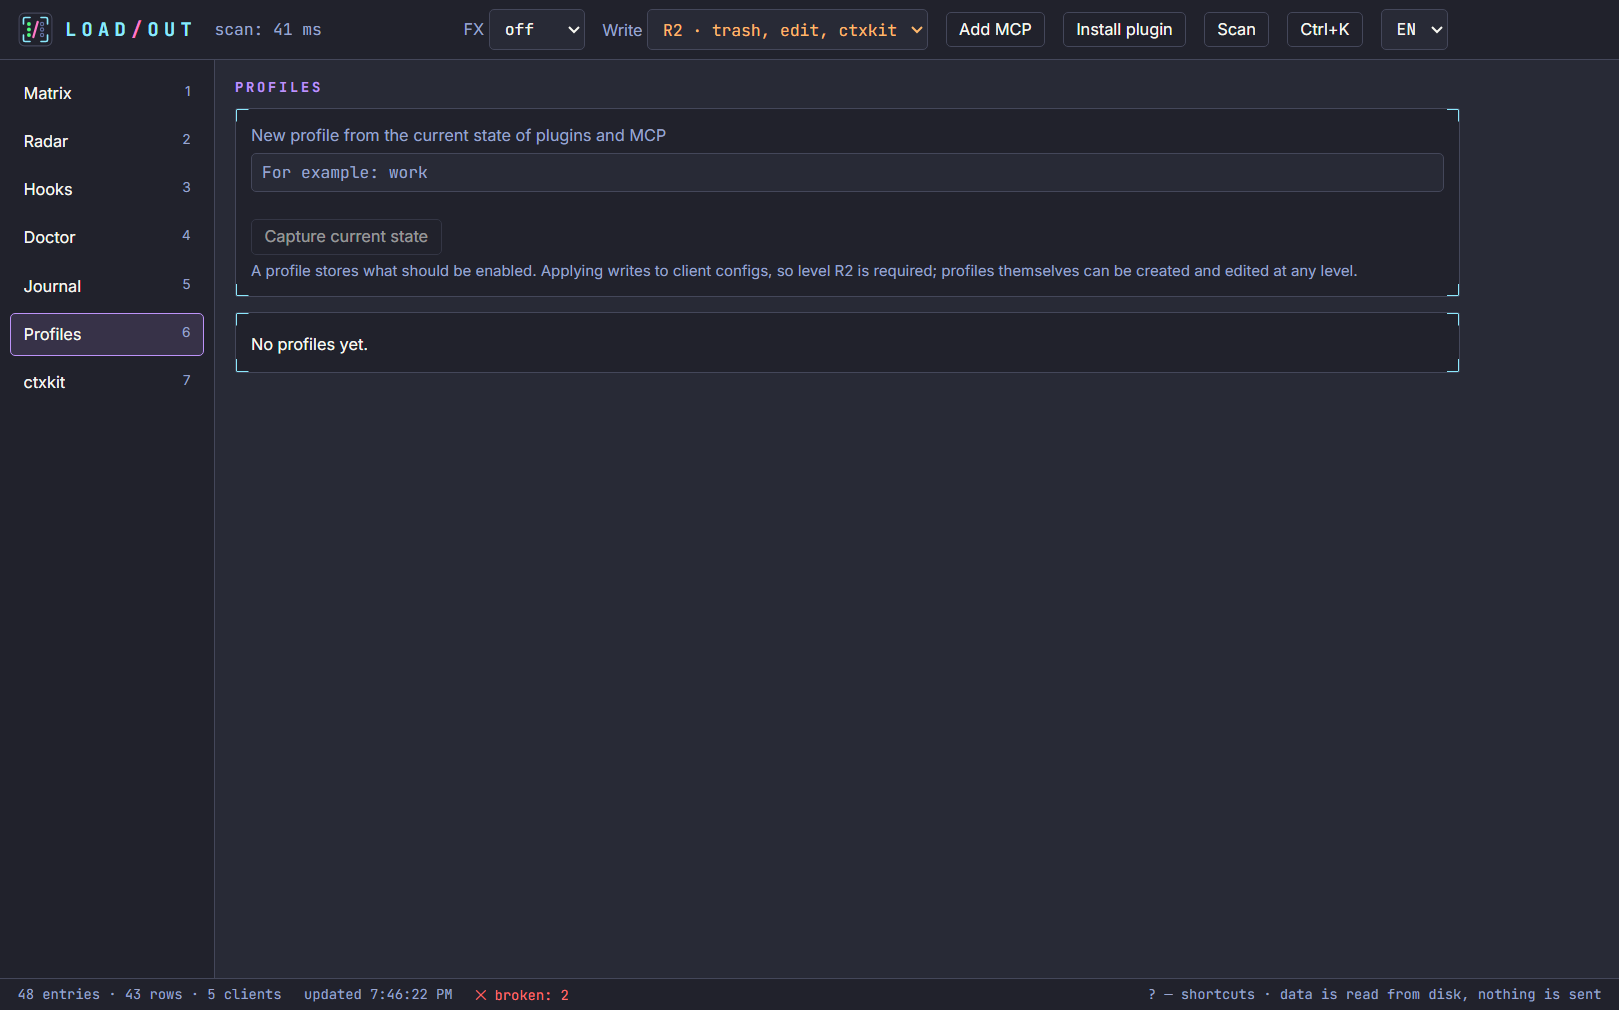 LOAD/OUT scan: 41 ms FX off Write R2 · trash, edit, ctxkit Add MCP Install plugin Scan Ctrl+K EN
Matrix 1
Radar 2
Hooks 3
Doctor 4
Journal 5
Profiles 6
ctxkit 7
PROFILES
New profile from the current state of plugins and MCP
For example: work
Capture current state
A profile stores what should be enabled. Applying writes to client configs, so level R2 is required; profiles themselves can be created and edited at any level.
No profiles yet.
48 entries · 43 rows · 5 clients updated 7:46:22 PM ✕ broken: 2 ? — shortcuts · data is read from disk, nothing is sent